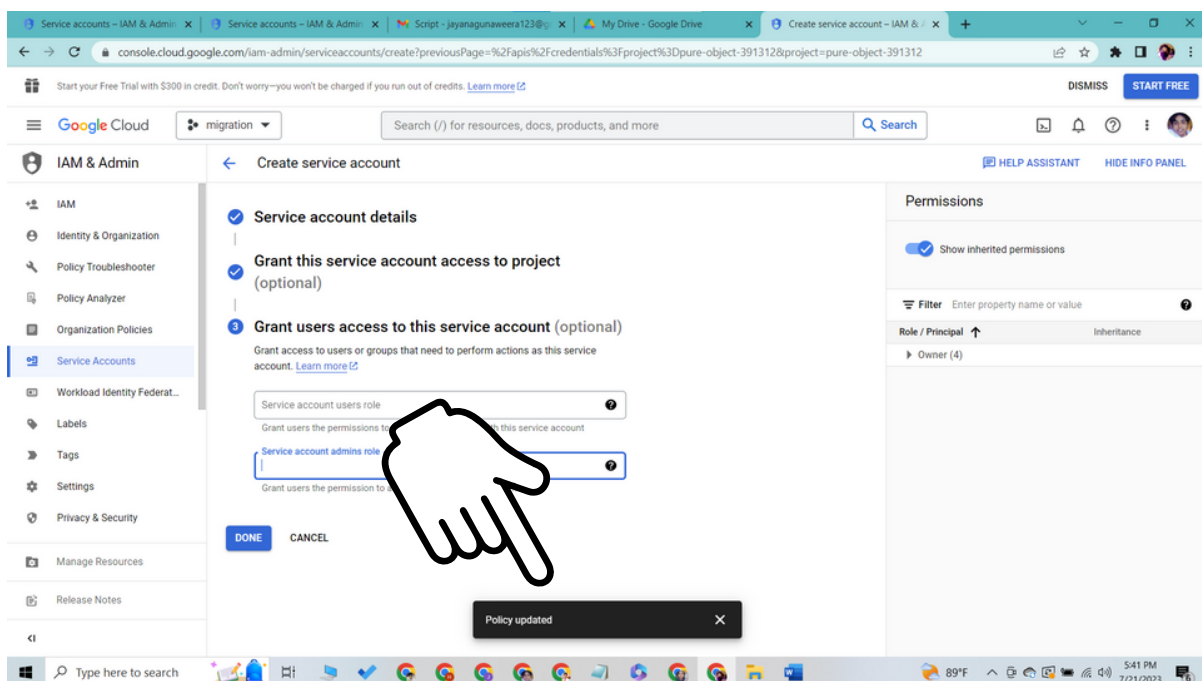 Service accounts – IAM & Admin
Service accounts – IAM & Admin
Script - jayanagunaweera123@g
My Drive - Google Drive
Create service account – IAM & A
console.cloud.google.com/iam-admin/serviceaccounts/create?previousPage=%2Fapis%2Fcredentials%3Fproject%3Dpure-object-391312&project=pure-object-391312
Start your Free Trial with $300 in credit. Don't worry—you won't be charged if you run out of credits. Learn more
DISMISS
START FREE
Google Cloud
migration
Search (/) for resources, docs, products, and more
Search
IAM & Admin
Create service account
HELP ASSISTANT
HIDE INFO PANEL
IAM
Identity & Organization
Policy Troubleshooter
Policy Analyzer
Organization Policies
Service Accounts
Workload Identity Federat...
Labels
Tags
Settings
Privacy & Security
Manage Resources
Release Notes
Service account details
Grant this service account access to project
(optional)
3 Grant users access to this service account (optional)
Grant access to users or groups that need to perform actions as this service
account. Learn more
Service account users role
Grant users the permissions to this service account
Service account admins role
Grant users the permission to
DONE
CANCEL
Policy updated
Permissions
Show inherited permissions
Filter Enter property name or value
Role / Principal
Inheritance
Owner (4)
Type here to search
89°F
5:41 PM
7/21/2023